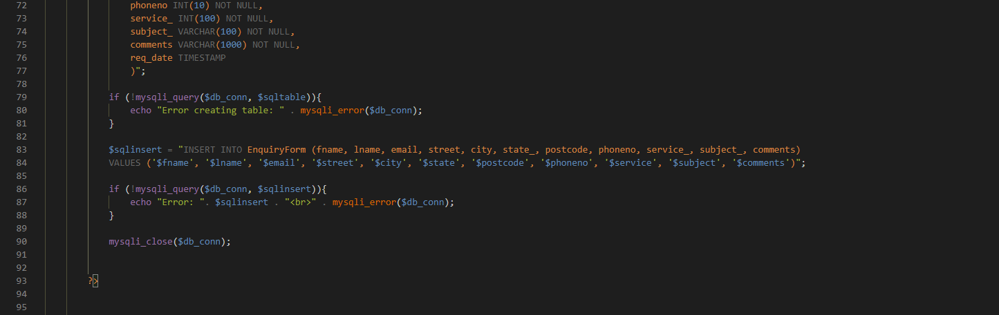 72 phoneno INT(10) NOT NULL,
73 service_ INT(100) NOT NULL,
74 subject_ VARCHAR(100) NOT NULL,
75 comments VARCHAR(1000) NOT NULL,
76 req_date TIMESTAMP
77 )";
78
79 if (!mysqli_query($db_conn, $sqltable)){
80 echo "Error creating table: " . mysqli_error($db_conn);
81 }
82
83 $sqlinsert = "INSERT INTO EnquiryForm (fname, lname, email, street, city, state_, postcode, phoneno, service_, subject_, comments)
84 VALUES ('$fname', '$lname', '$email', '$street', '$city', '$state', '$postcode', '$phoneno', '$service', '$subject', '$comments')";
85
86 if (!mysqli_query($db_conn, $sqlinsert)){
87 echo "Error: ". $sqlinsert . "<br>" . mysqli_error($db_conn);
88 }
89
90 mysqli_close($db_conn);
91
92
93 ?>
94
95